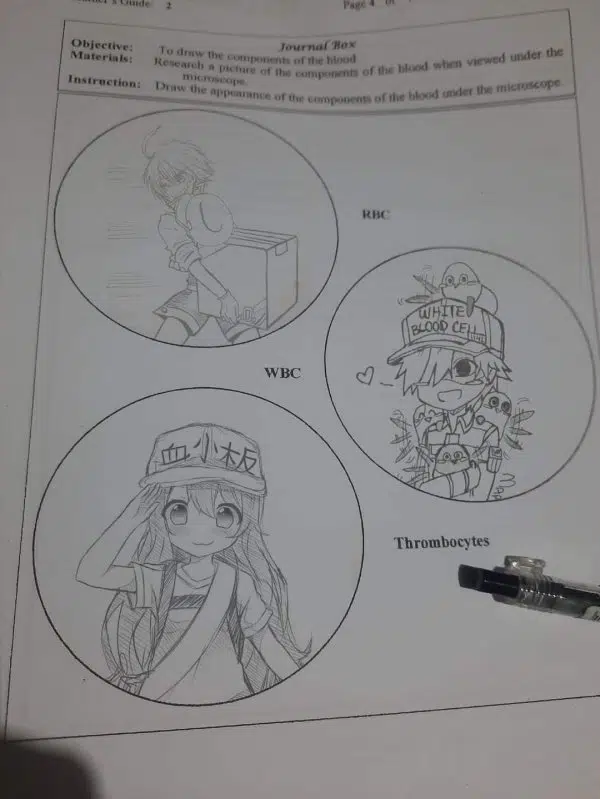 Guide: 2
Page 4
Journal Box
Objective: To draw the components of the blood
Materials: Research a picture of the components of the blood when viewed under the
microscope.
Instruction: Draw the appearance of the components of the blood under the microscope
RBC
WHITE
BLOOD CELL
WBC
血小板
Thrombocytes